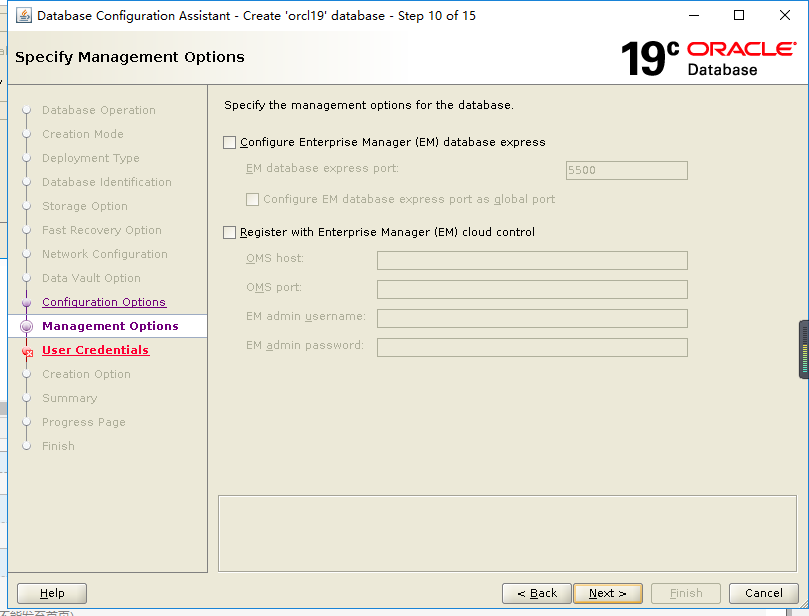 Database Configuration Assistant - Create 'orcl19' database - Step 10 of 15
Specify Management Options
19c ORACLE
Database
Database Operation
Creation Mode
Deployment Type
Database Identification
Storage Option
Fast Recovery Option
Network Configuration
Data Vault Option
Configuration Options
Management Options
User Credentials
Creation Option
Summary
Progress Page
Finish
Specify the management options for the database.
Configure Enterprise Manager (EM) database express
EM database express port: 5500
Configure EM database express port as global port
Register with Enterprise Manager (EM) cloud control
OMS host:
OMS port:
EM admin username:
EM admin password:
Help
< Back
Next >
Finish
Cancel